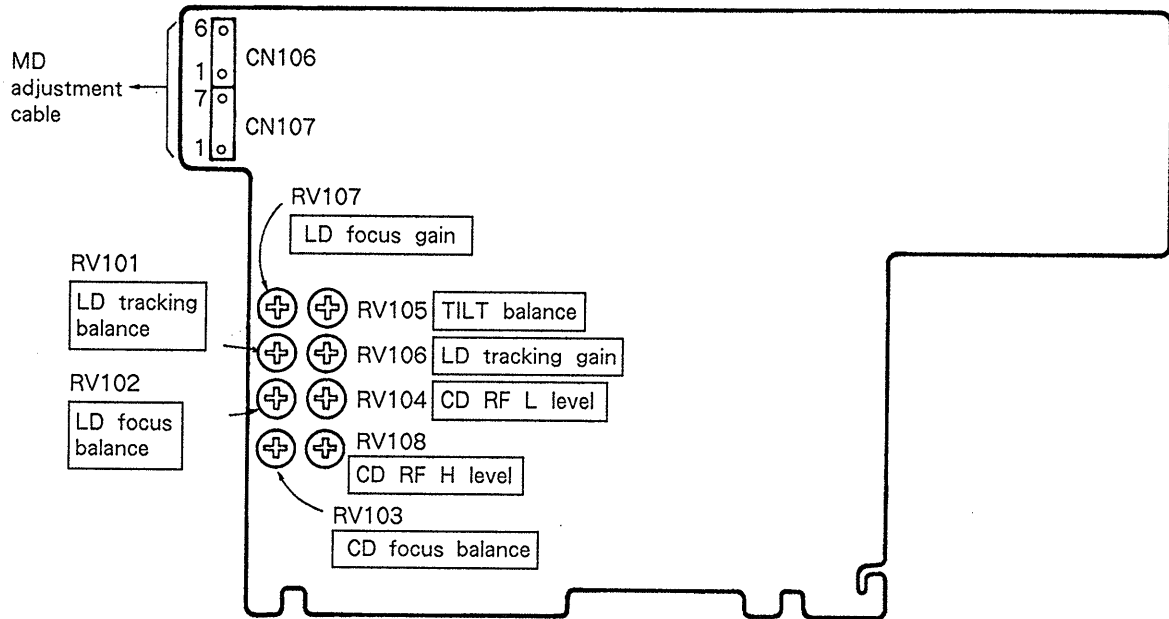 6
MD
adjustment
cable
CN106
1
7
CN107
1
RV107
LD focus gain
RV101
LD tracking
balance
RV105 TILT balance
RV106 LD tracking gain
RV102
LD focus
balance
RV104 CD RF L level
RV108
CD RF H level
RV103
CD focus balance